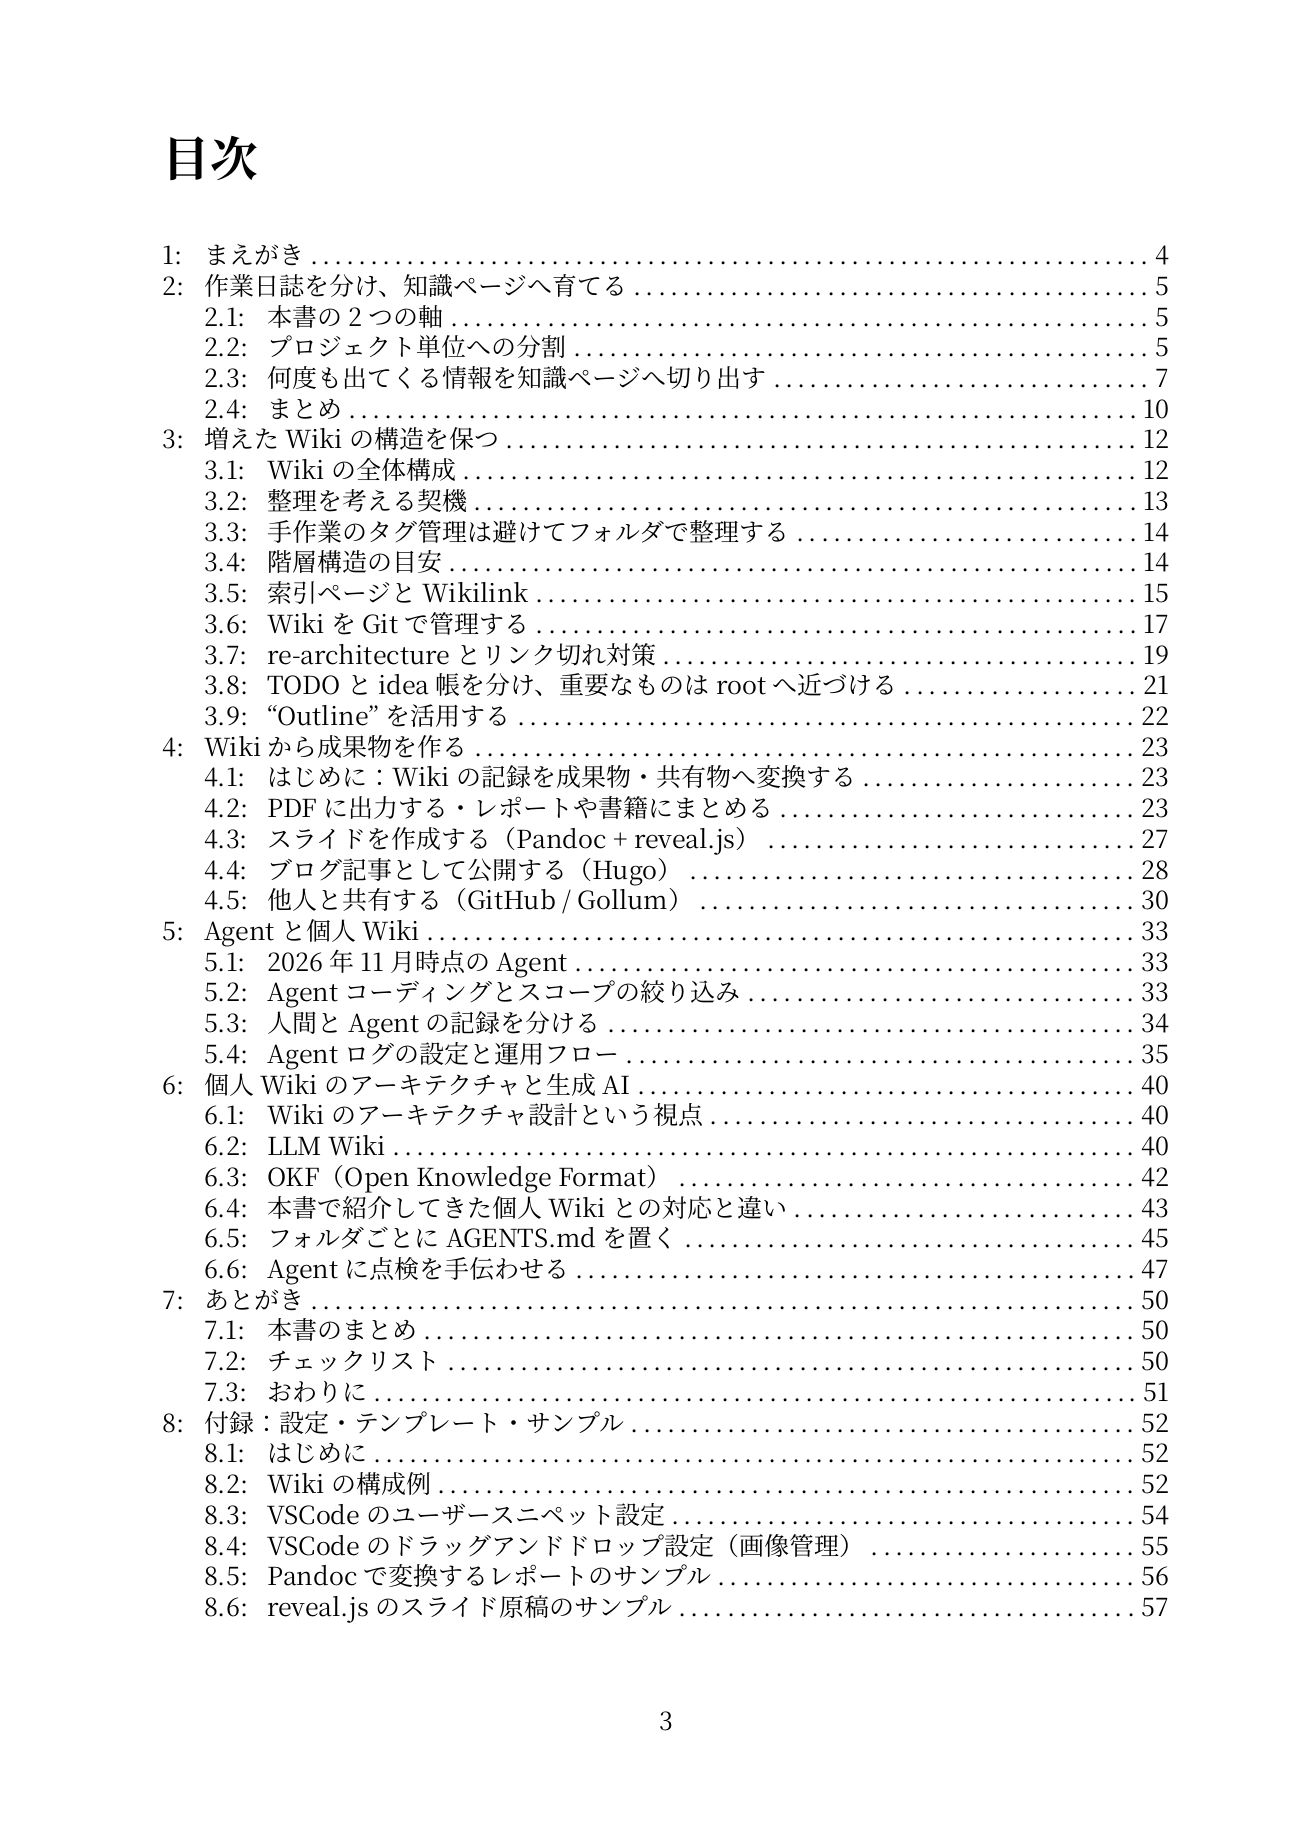 目次
1: まえがき 4
2: 作業日誌を分け、知識ページへ育てる 5
2.1: 本書の 2 つの軸 5
2.2: プロジェクト単位への分割 5
2.3: 何度も出てくる情報を知識ページへ切り出す 7
2.4: まとめ 10
3: 増えた Wiki の構造を保つ 12
3.1: Wiki の全体構成 12
3.2: 整理を考える契機 13
3.3: 手作業のタグ管理は避けてフォルダで整理する 14
3.4: 階層構造の目安 14
3.5: 索引ページと Wikilink 15
3.6: Wiki を Git で管理する 17
3.7: re-architecture とリンク切れ対策 19
3.8: TODO と idea 帳を分け、重要なものは root へ近づける 21
3.9: “Outline” を活用する 22
4: Wiki から成果物を作る 23
4.1: はじめに：Wiki の記録を成果物・共有物へ変換する 23
4.2: PDF に出力する・レポートや書籍にまとめる 23
4.3: スライドを作成する（Pandoc + reveal.js） 27
4.4: ブログ記事として公開する（Hugo） 28
4.5: 他人と共有する（GitHub / Gollum） 30
5: Agent と個人 Wiki 33
5.1: 2026 年 11 月時点の Agent 33
5.2: Agent コーディングとスコープの絞り込み 33
5.3: 人間と Agent の記録を分ける 34
5.4: Agent ログの設定と運用フロー 35
6: 個人 Wiki のアーキテクチャと生成 AI 40
6.1: Wiki のアーキテクチャ設計という視点 40
6.2: LLM Wiki 40
6.3: OKF（Open Knowledge Format） 42
6.4: 本書で紹介してきた個人 Wiki との対応と違い 43
6.5: フォルダごとに AGENTS.md を置く 45
6.6: Agent に点検を手伝わせる 47
7: あとがき 50
7.1: 本書のまとめ 50
7.2: チェックリスト 50
7.3: おわりに 51
8: 付録：設定・テンプレート・サンプル 52
8.1: はじめに 52
8.2: Wiki の構成例 52
8.3: VSCode のユーザースニペット設定 54
8.4: VSCode のドラッグアンドドロップ設定（画像管理） 55
8.5: Pandoc で変換するレポートのサンプル 56
8.6: reveal.js のスライド原稿のサンプル 57
3